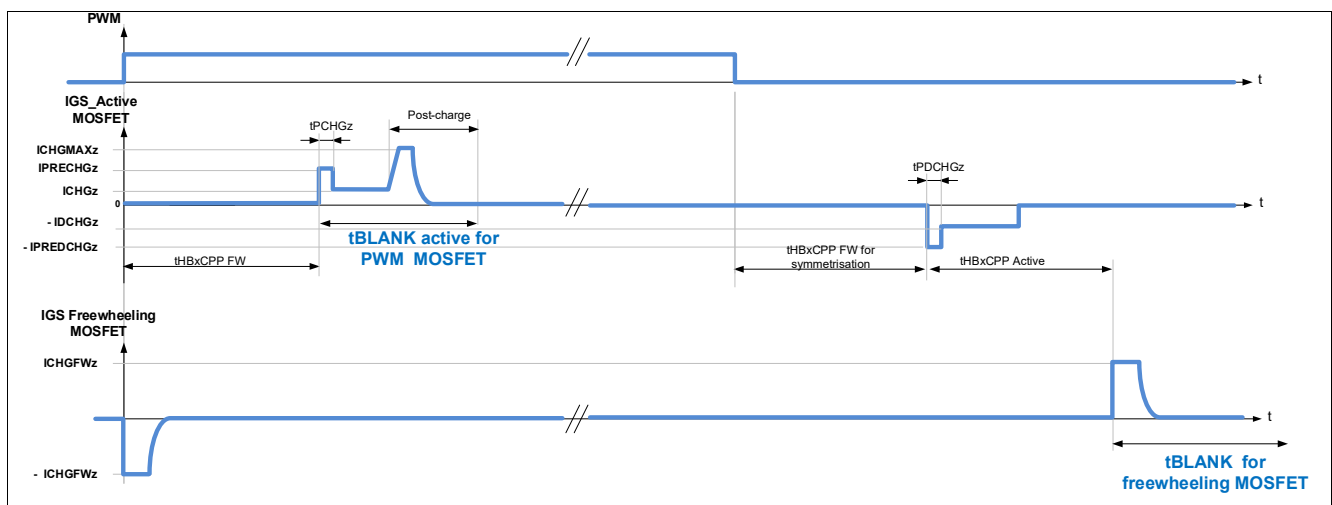 PWM
t
IGS_Active
MOSFET
tPCHGz
Post-charge
ICHGMAXz
IPRECHGz
ICHGz
0
- IDCHGz
- IPREDCHGz
tPDCHGz
t
tBLANK active for
PWM MOSFET
tHBxCPP FW
tHBxCPP FW for
symmetrisation
tHBxCPP Active
IGS Freewheeling
MOSFET
ICHGFWz
t
- ICHGFWz
tBLANK for
freewheeling MOSFET